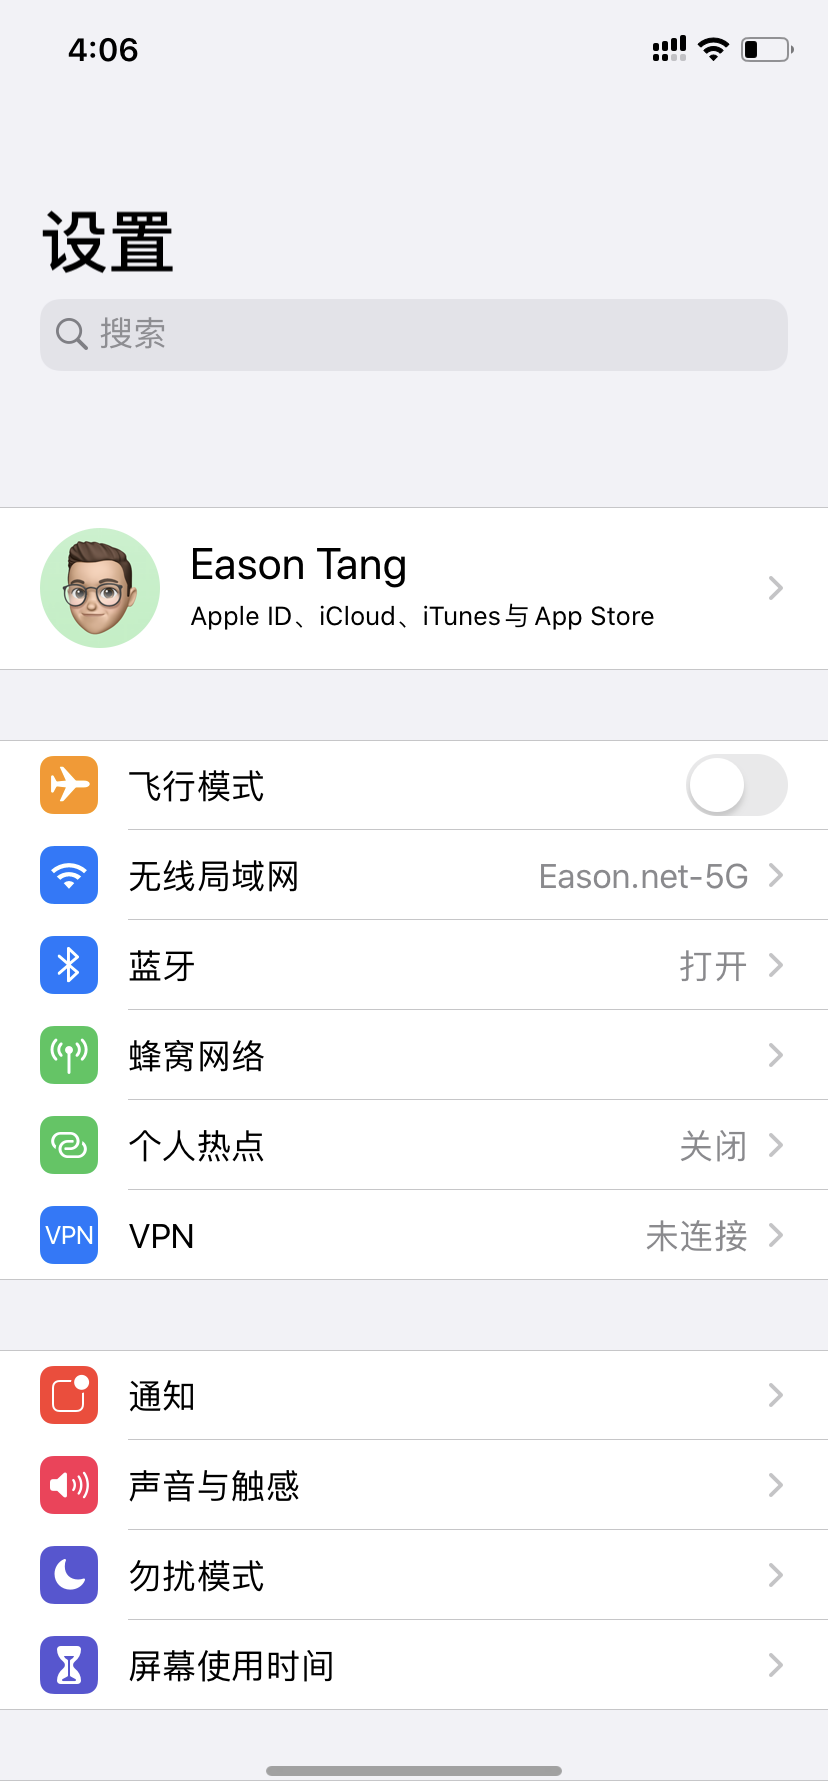 4:06
设置
搜索
Eason Tang
Apple ID、iCloud、iTunes与App Store
飞行模式
无线局域网 Eason.net-5G
蓝牙 打开
蜂窝网络
个人热点 关闭
VPN VPN 未连接
通知
声音与触感
勿扰模式
屏幕使用时间